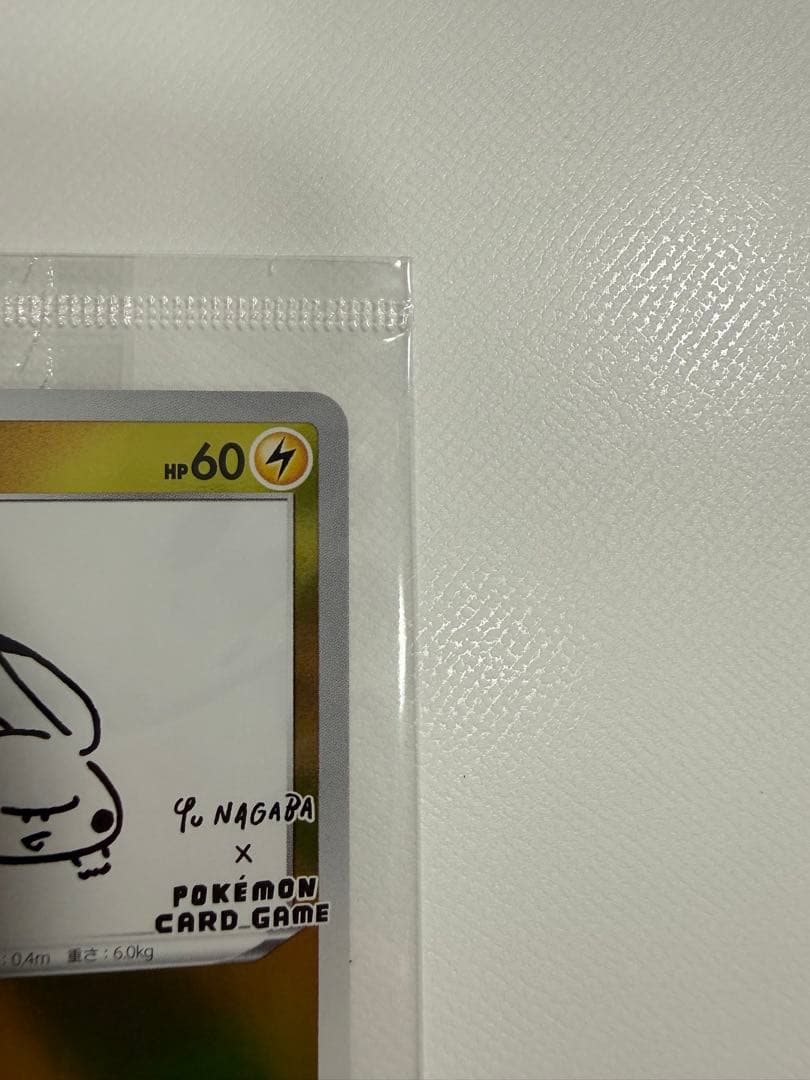 HP60
Yu NAGABA
×
POKÉMON
CARD GAME
: 0.4m 重さ : 6.0kg